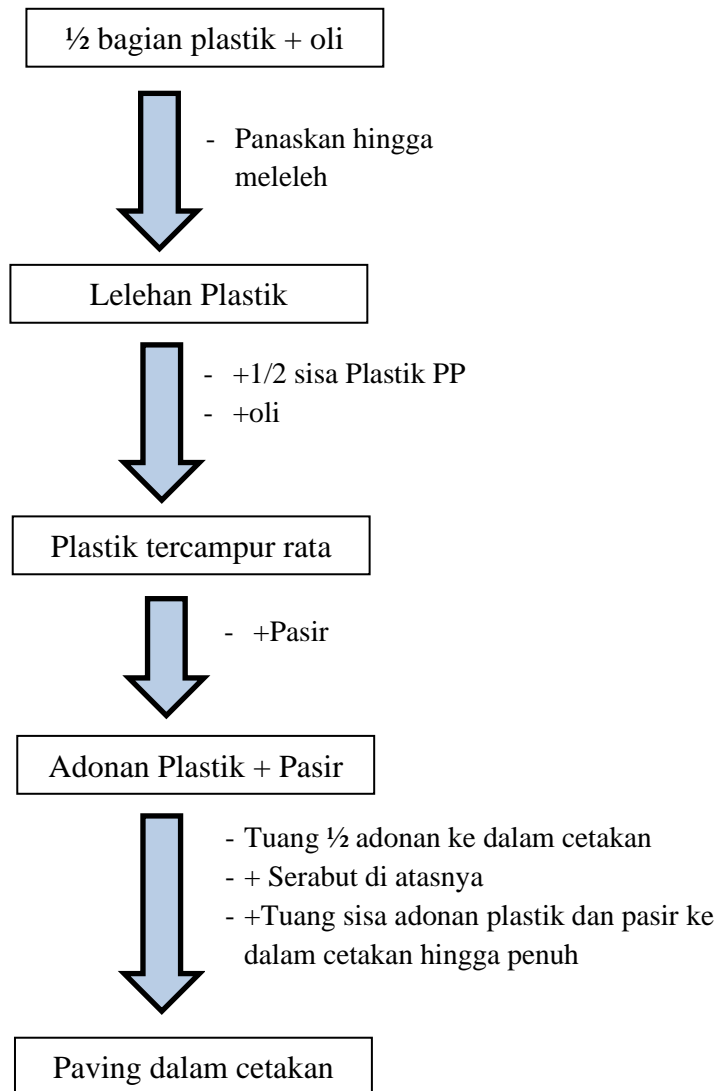 ½ bagian plastik + oli
- Panaskan hingga
meleleh
Lelehan Plastik
- +1/2 sisa Plastik PP
- +oli
Plastik tercampur rata
- +Pasir
Adonan Plastik + Pasir
- Tuang ½ adonan ke dalam cetakan
- + Serabut di atasnya
- +Tuang sisa adonan plastik dan pasir ke
dalam cetakan hingga penuh
Paving dalam cetakan